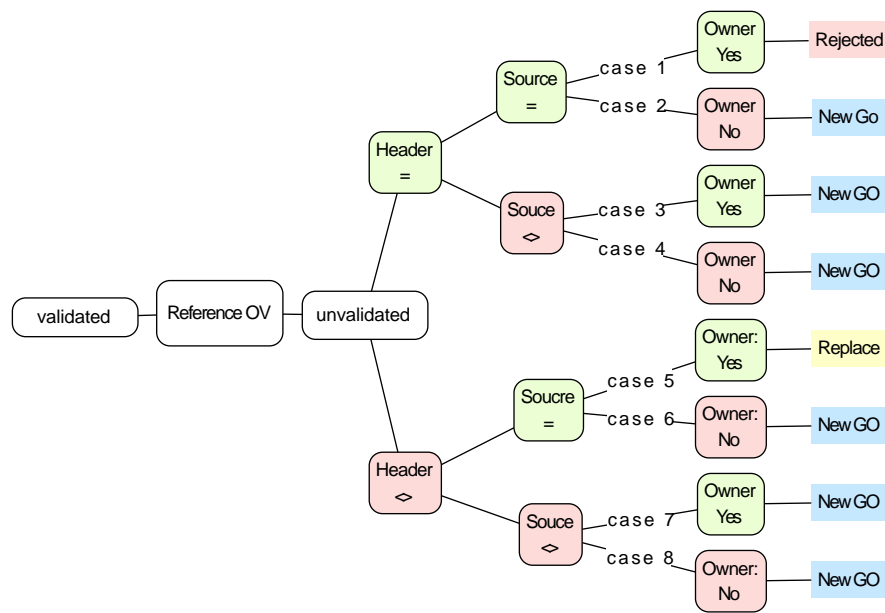 validated
Reference OV
unvalidated
Header
=
Source
=
case 1
Owner
Yes
Rejected
case 2
Owner
No
New Go
Souce
<>
case 3
Owner
Yes
New GO
case 4
Owner
No
New GO
Header
<>
Soucre
=
case 5
Owner:
Yes
Replace
case 6
Owner:
No
New GO
Souce
<>
case 7
Owner
Yes
New GO
case 8
Owner:
No
New GO